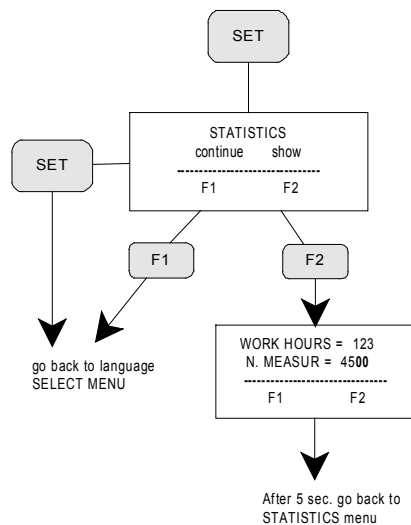 SET
STATISTICS
continue show
F1 F2
SET
F1
F2
go back to language
SELECT MENU
WORK HOURS = 123
N. MEASUR = 4500
F1 F2
After 5 sec. go back to
STATISTICS menu